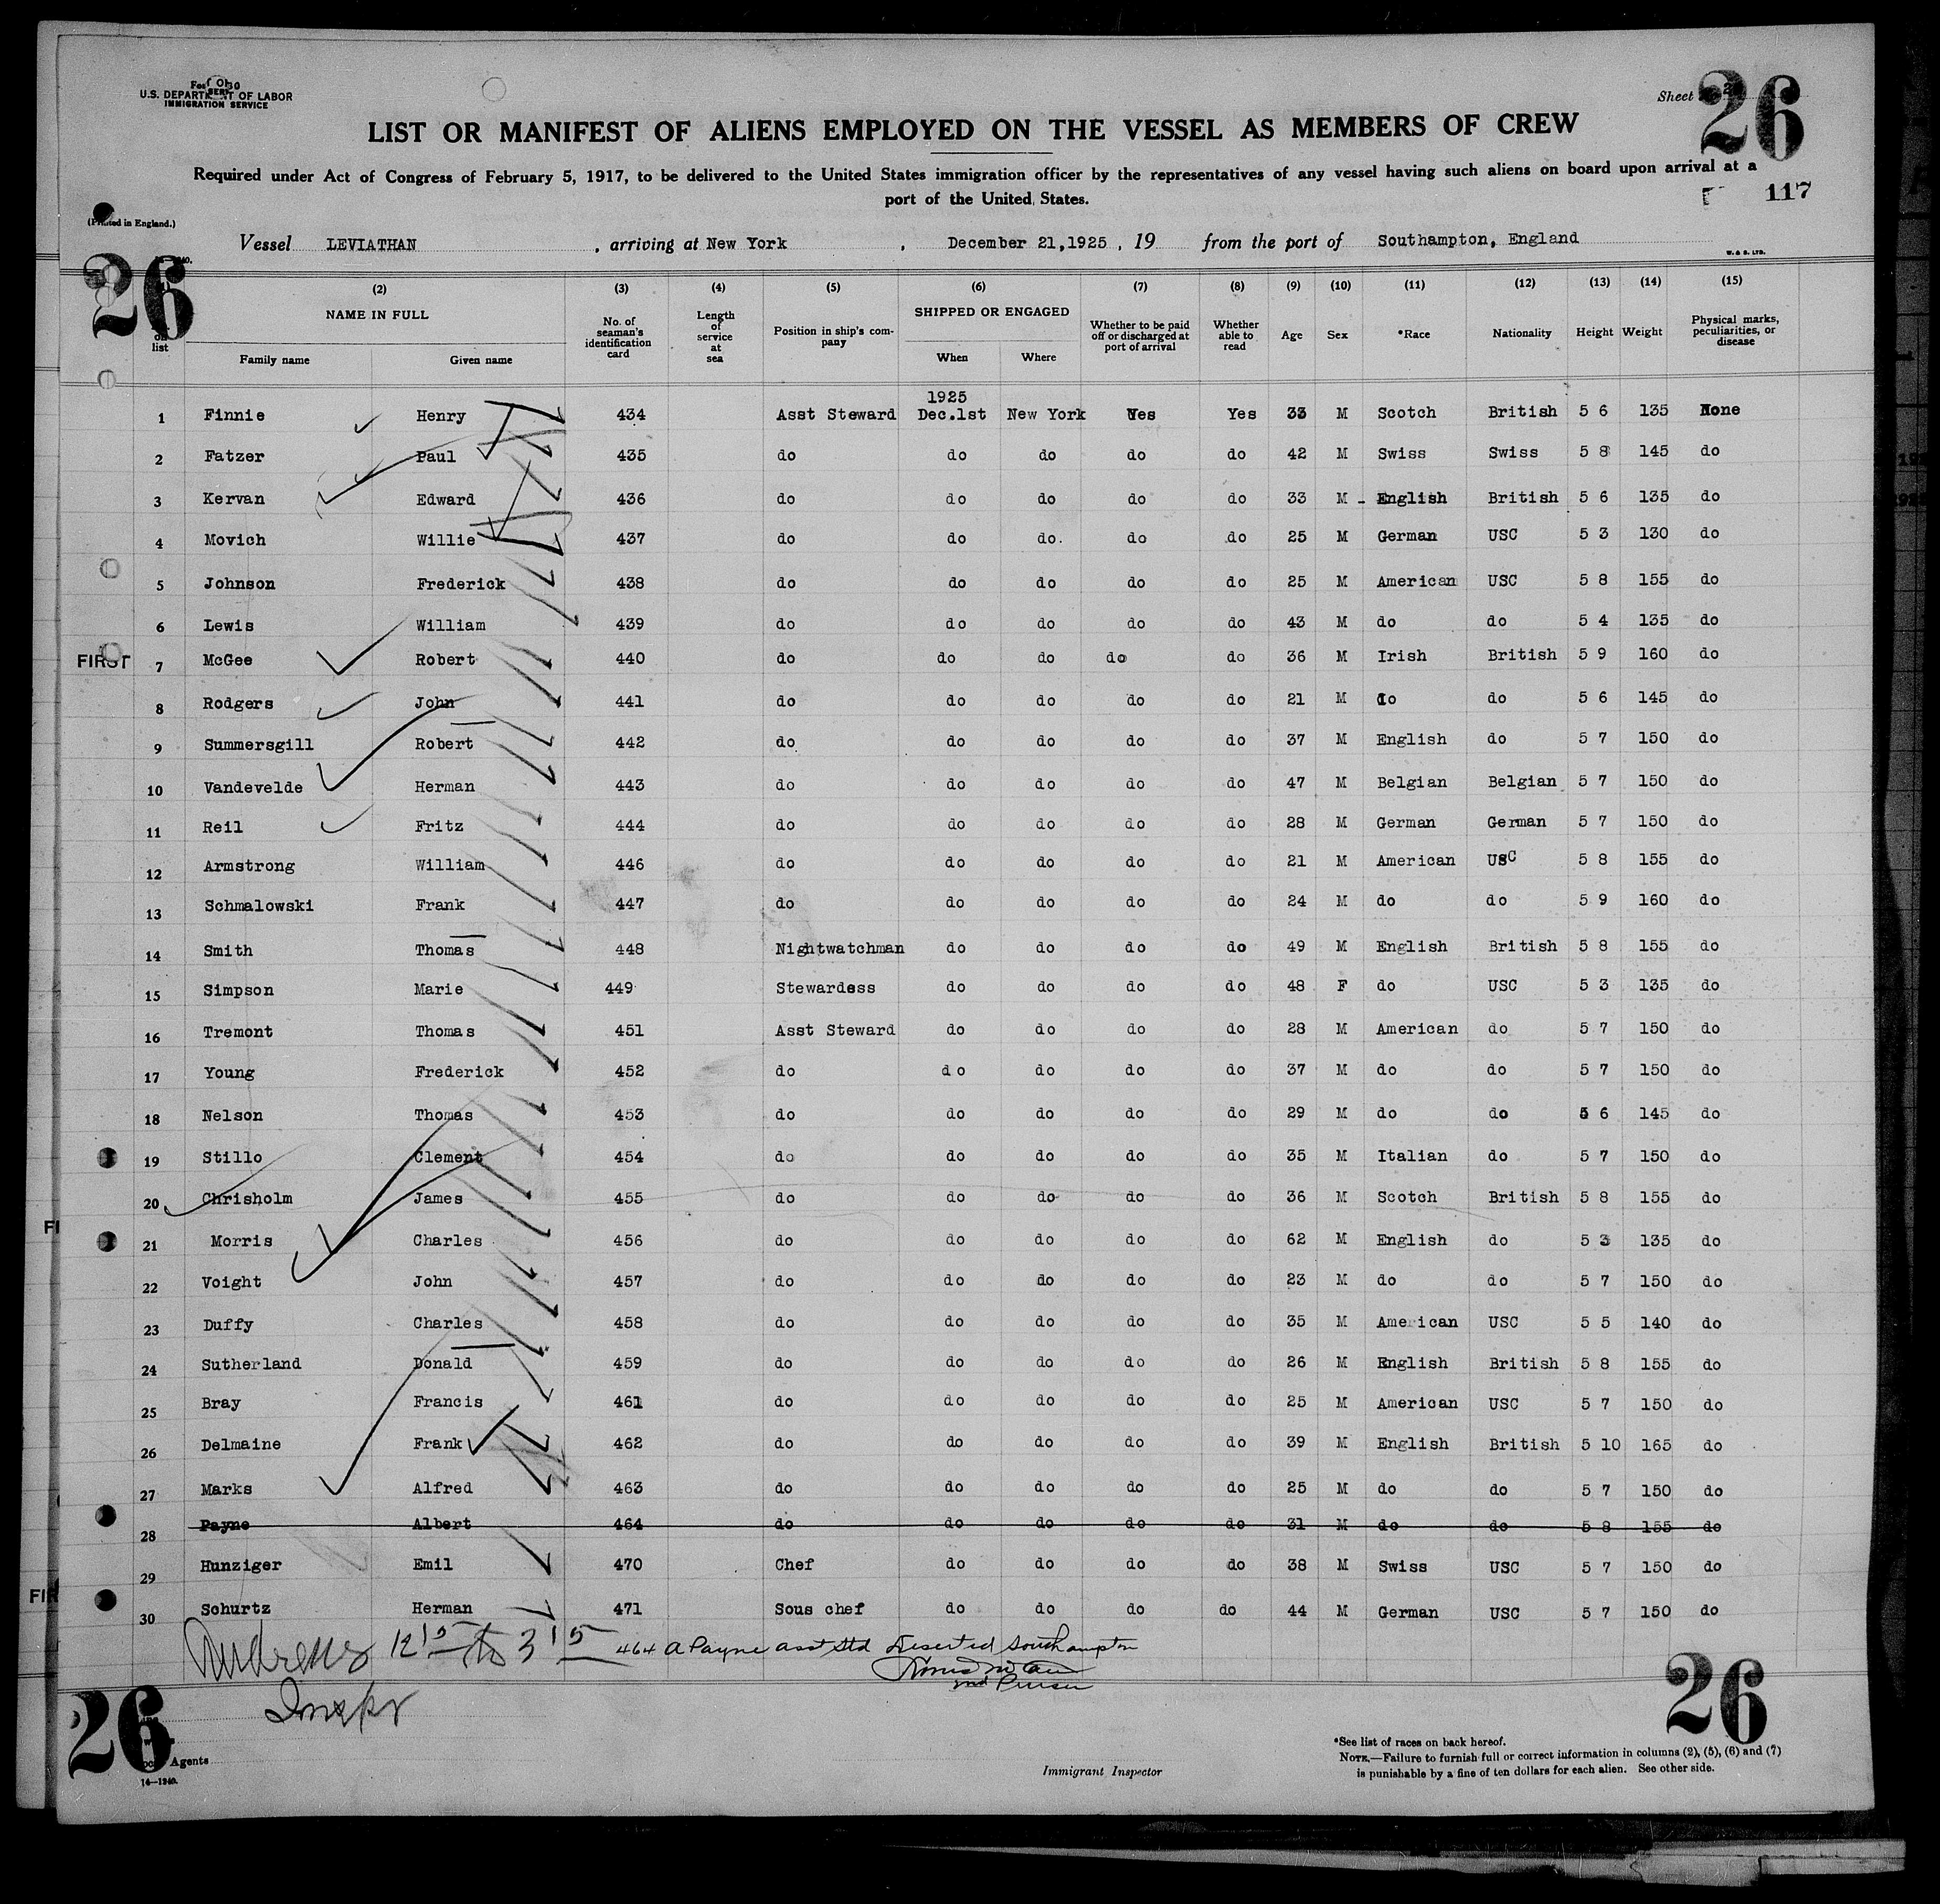 26
Sheet
26
U.S. DEPARTMENT OF LABOR
IMMIGRATION SERVICE
LIST OR MANIFEST OF ALIENS EMPLOYED ON THE VESSEL AS MEMBERS OF CREW
Required under Act of Congress of February 5, 1917, to be delivered to the United States immigration officer by the representatives of any vessel having such aliens on board upon arrival at a
port of the United States.
117
(Printed in England.)
Vessel LEVIATHAN , arriving at New York , December 21,1925 , 19 from the port of Southampton, England
W. & S. LTD.
(2) (3) (4) (5) (6) (7) (8) (9) (10) (11) (12) (13) (14) (15)
on list NAME IN FULL Family name Given name No. of seaman's identification card Length of service at sea Position in ship's company SHIPPED OR ENGAGED When Where Whether to be paid off or discharged at port of arrival Whether able to read Age Sex *Race Nationality Height Weight Physical marks, peculiarities, or disease
1925
1 Finnie Henry 434 Asst Steward Dec.1st New York Yes Yes 33 M Scotch British 5 6 135 None
2 Fatzer Paul 435 do do do do do 42 M Swiss Swiss 5 8 145 do
3 Kervan Edward 436 do do do do do 33 M English British 5 6 135 do
4 Movich Willie 437 do do do. do do 25 M German USC 5 3 130 do
5 Johnson Frederick 438 do do do do do 25 M American USC 5 8 155 do
6 Lewis William 439 do do do do do 43 M do do 5 4 135 do
FIRST 7 McGee Robert 440 do do do do do 36 M Irish British 5 9 160 do
8 Rodgers John 441 do do do do do 21 M do do 5 6 145 do
9 Summersgill Robert 442 do do do do do 37 M English do 5 7 150 do
10 Vandevelde Herman 443 do do do do do 47 M Belgian Belgian 5 7 150 do
11 Reil Fritz 444 do do do do do 28 M German German 5 7 150 do
12 Armstrong William 446 do do do do do 21 M American USC 5 8 155 do
13 Schmalowski Frank 447 do do do do do 24 M do do 5 9 160 do
14 Smith Thomas 448 Nightwatchman do do do do 49 M English British 5 8 155 do
15 Simpson Marie 449 Stewardess do do do do 48 F do USC 5 3 135 do
16 Tremont Thomas 451 Asst Steward do do do do 28 M American do 5 7 150 do
17 Young Frederick 452 do do do do do 37 M do do 5 7 150 do
18 Nelson Thomas 453 do do do do do 29 M do do 5 6 145 do
19 Stillo Clement 454 do do do do do 35 M Italian do 5 7 150 do
20 Chrisholm James 455 do do do do do 36 M Scotch British 5 8 155 do
21 Morris Charles 456 do do do do do 62 M English do 5 3 135 do
22 Voight John 457 do do do do do 23 M do do 5 7 150 do
23 Duffy Charles 458 do do do do do 35 M American USC 5 5 140 do
24 Sutherland Donald 459 do do do do do 26 M English British 5 8 155 do
25 Bray Francis 461 do do do do do 25 M American USC 5 7 150 do
26 Delmaine Frank 462 do do do do do 39 M English British 5 10 165 do
27 Marks Alfred 463 do do do do do 25 M do do 5 7 150 do
28 Payne Albert 464 do do do do do 31 M do do 5 8 155 do
29 Hunziger Emil 470 Chef do do do do 38 M Swiss USC 5 7 150 do
30 Schurtz Herman 471 Sous chef do do do do 44 M German USC 5 7 150 do
Andrews 12 15 to 3 15 464 A Payne asst Std Deserted Southampton
2nd Purser
Inspr
26
26
Agents
14—1240.
Immigrant Inspector
*See list of races on back hereof.
NOTE.—Failure to furnish full or correct information in columns (2), (5), (6) and (7)
is punishable by a fine of ten dollars for each alien. See other side.